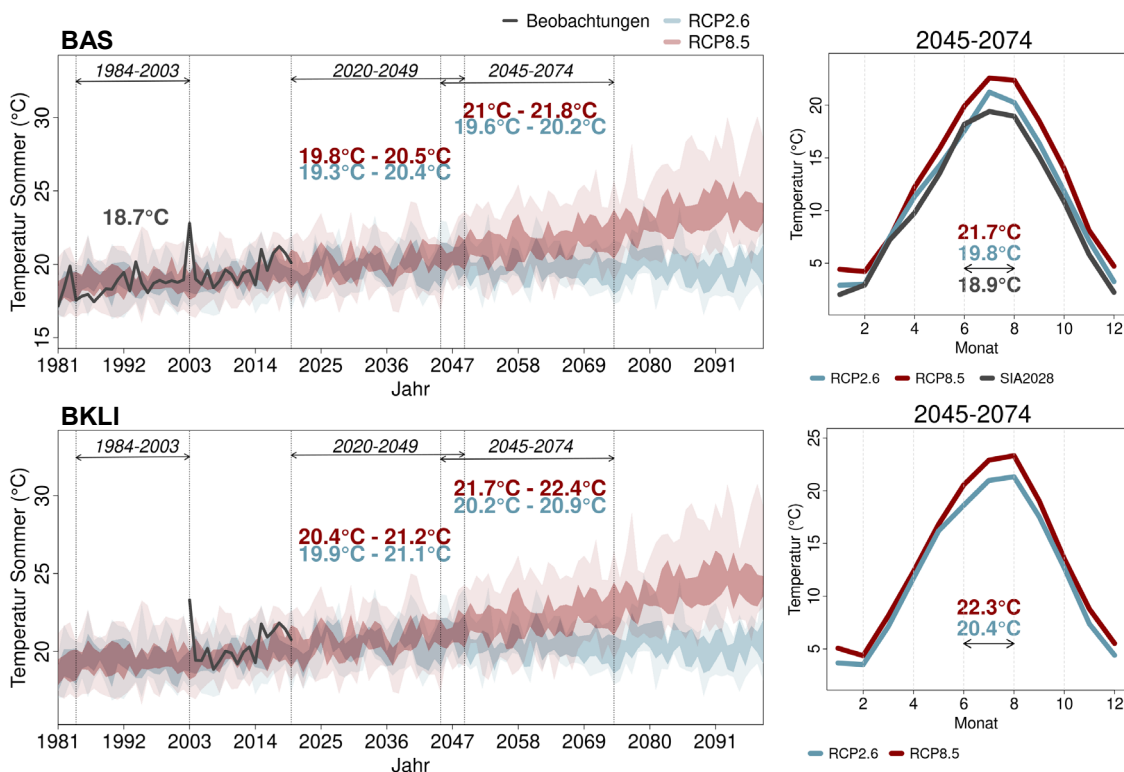 Beobachtungen RCP2.6
RCP8.5
BAS
1984-2003 2020-2049 2045-2074
21°C - 21.8°C
19.6°C - 20.2°C
19.8°C - 20.5°C
19.3°C - 20.4°C
18.7°C
Temperatur Sommer (°C)
30
25
20
15
1981 1992 2003 2014 2025 2036 2047 2058 2069 2080 2091
Jahr
2045-2074
Temperatur (°C)
20
15
10
5
21.7°C
19.8°C
18.9°C
2 4 6 8 10 12
Monat
RCP2.6 RCP8.5 SIA2028
BKLI
1984-2003 2020-2049 2045-2074
21.7°C - 22.4°C
20.2°C - 20.9°C
20.4°C - 21.2°C
19.9°C - 21.1°C
Temperatur Sommer (°C)
30
25
20
1981 1992 2003 2014 2025 2036 2047 2058 2069 2080 2091
Jahr
2045-2074
Temperatur (°C)
25
20
15
10
5
22.3°C
20.4°C
2 4 6 8 10 12
Monat
RCP2.6 RCP8.5